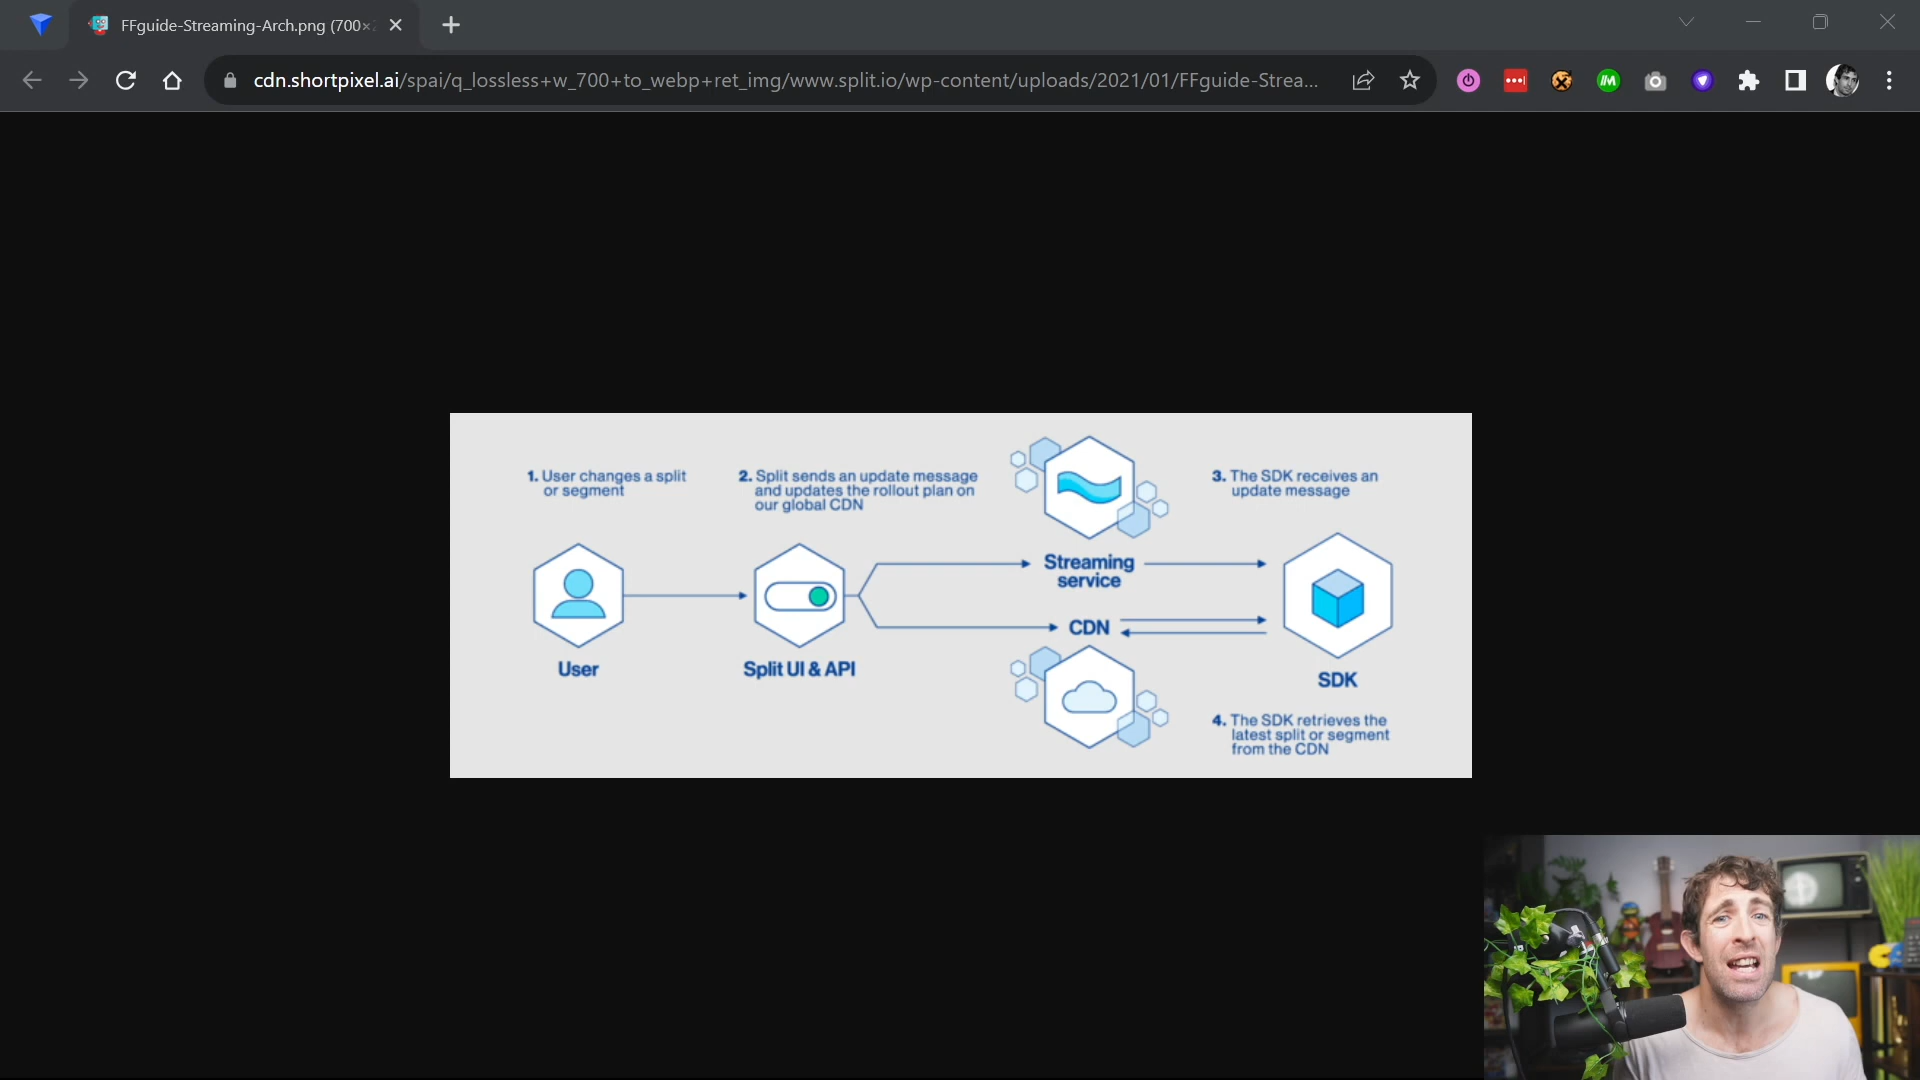 FFguide-Streaming-Arch.png (700×
cdn.shortpixel.ai/spai/q_lossless+w_700+to_webp+ret_img/www.split.io/wp-content/uploads/2021/01/FFguide-Strea...
1. User changes a split
or segment
2. Split sends an update message
and updates the rollout plan on
our global CDN
3. The SDK receives an
update message
Streaming
service
CDN
User
Split UI & API
SDK
4. The SDK retrieves the
latest split or segment
from the CDN